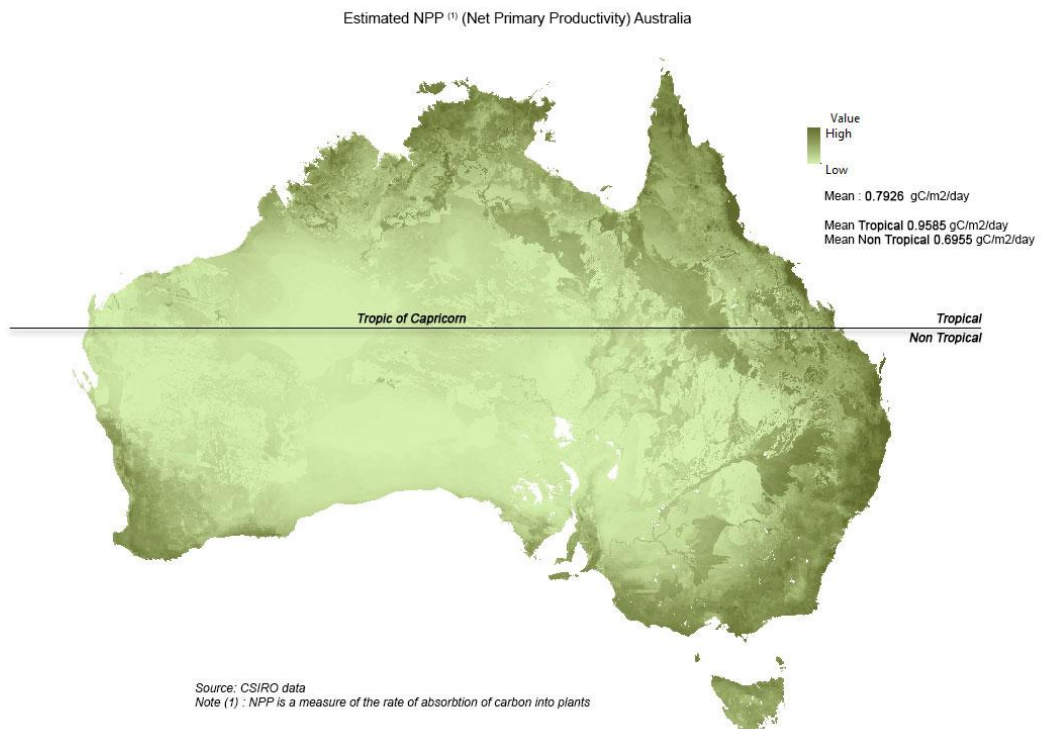 Estimated NPP (1) (Net Primary Productivity) Australia
Value
High
Low
Mean : 0.7926 gC/m2/day
Mean Tropical 0.9585 gC/m2/day
Mean Non Tropical 0.6955 gC/m2/day
Tropic of Capricorn
Tropical
Non Tropical
Source: CSIRO data
Note (1) : NPP is a measure of the rate of absorbtion of carbon into plants